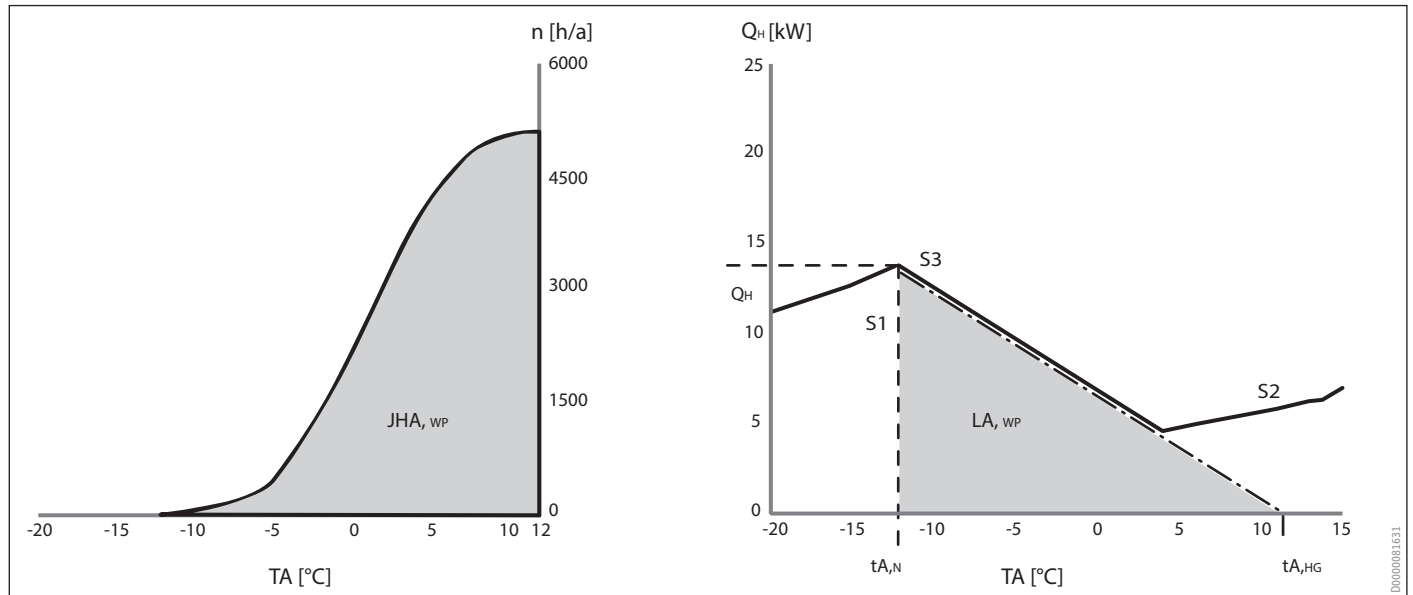 n [h/a]
6000
4500
3000
1500
0
JHA, WP
-20 -15 -10 -5 0 5 10 12
TA [°C]
QH [kW]
25
20
15
10
5
0
QH
S3
S1
S2
LA, WP
-20 -15 -10 -5 0 5 10 15
tA,N
TA [°C]
tA,HG
D0000081631